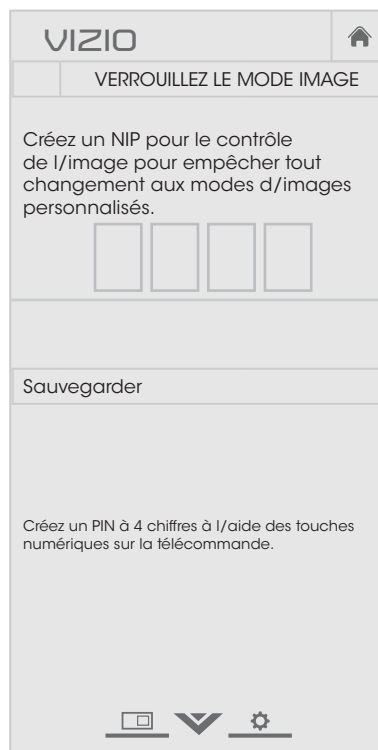 VIZIO
VERROUILLEZ LE MODE IMAGE
Créez un NIP pour le contrôle
de l/image pour empêcher tout
changement aux modes d/images
personnalisés.
Sauvegarder
Créez un PIN à 4 chiffres à l/aide des touches
numériques sur la télécommande.